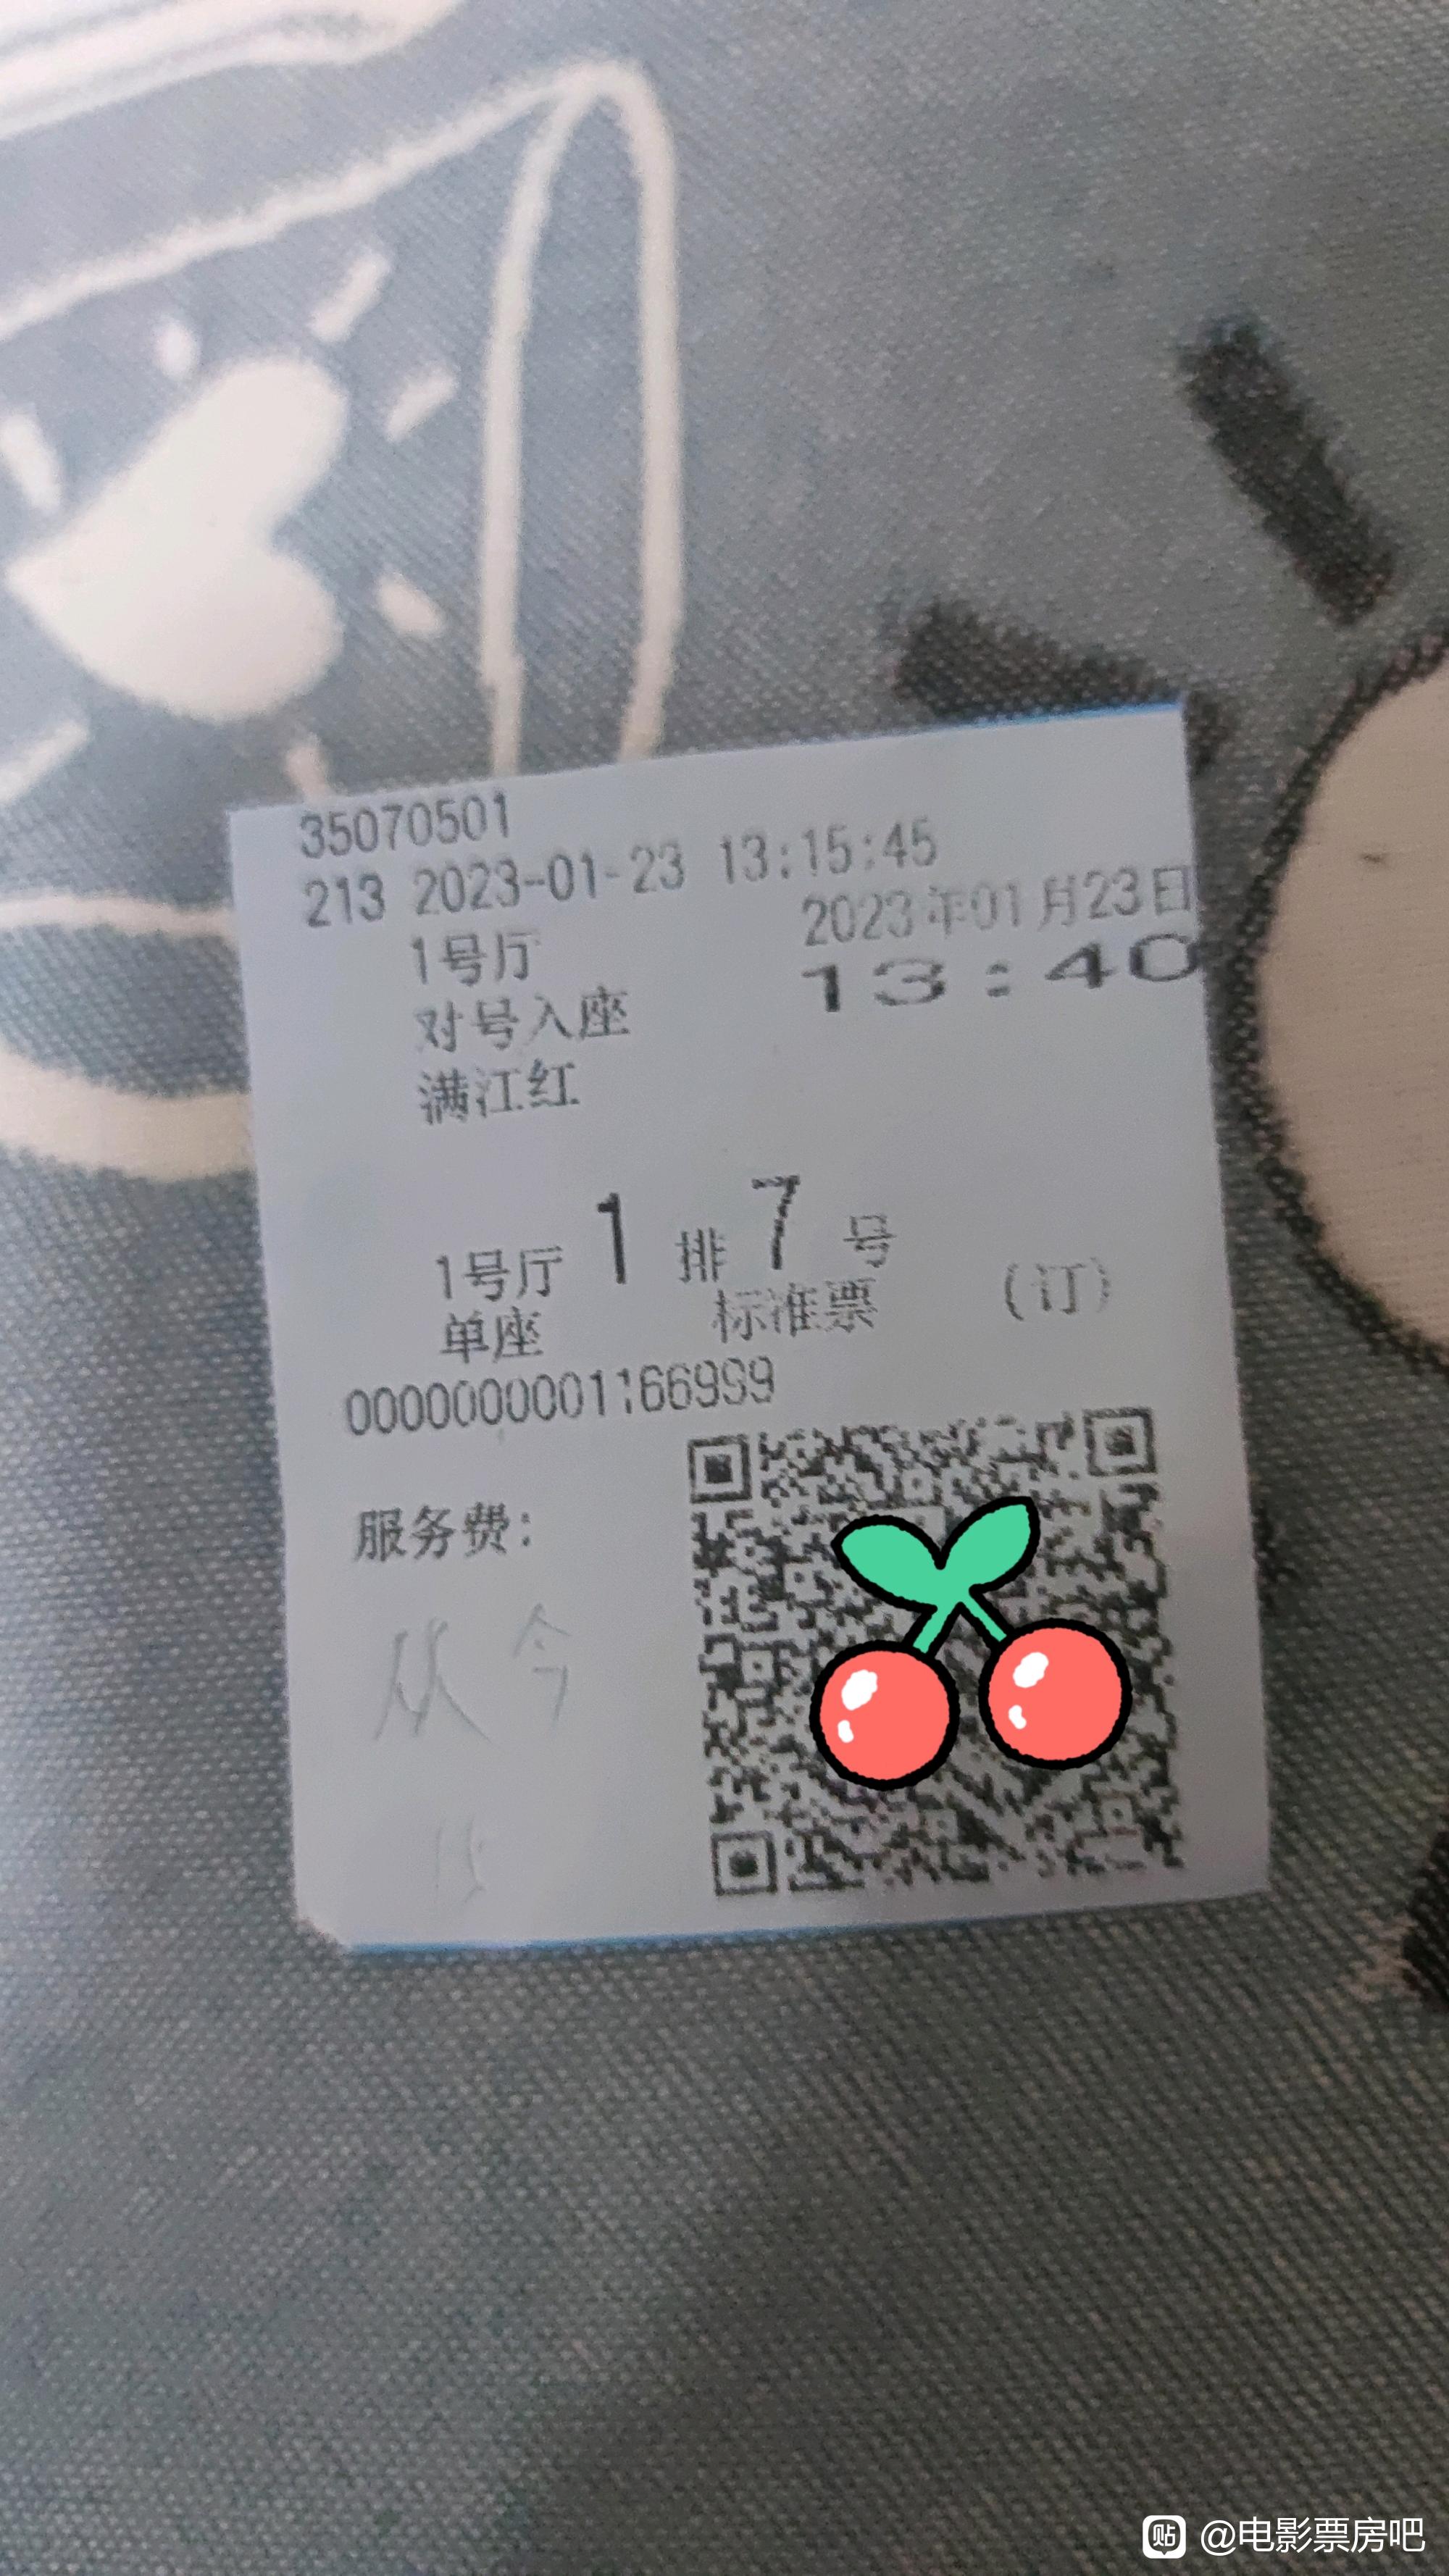 35070501
213 2023-01-23 13:15:45
2023年01月23日
1号厅
13:40
对号入座
满江红
1号厅 1 排 7 号
单座 标准票 (订)
0000000001166999
服务费:
从 今
贴 @电影票房吧